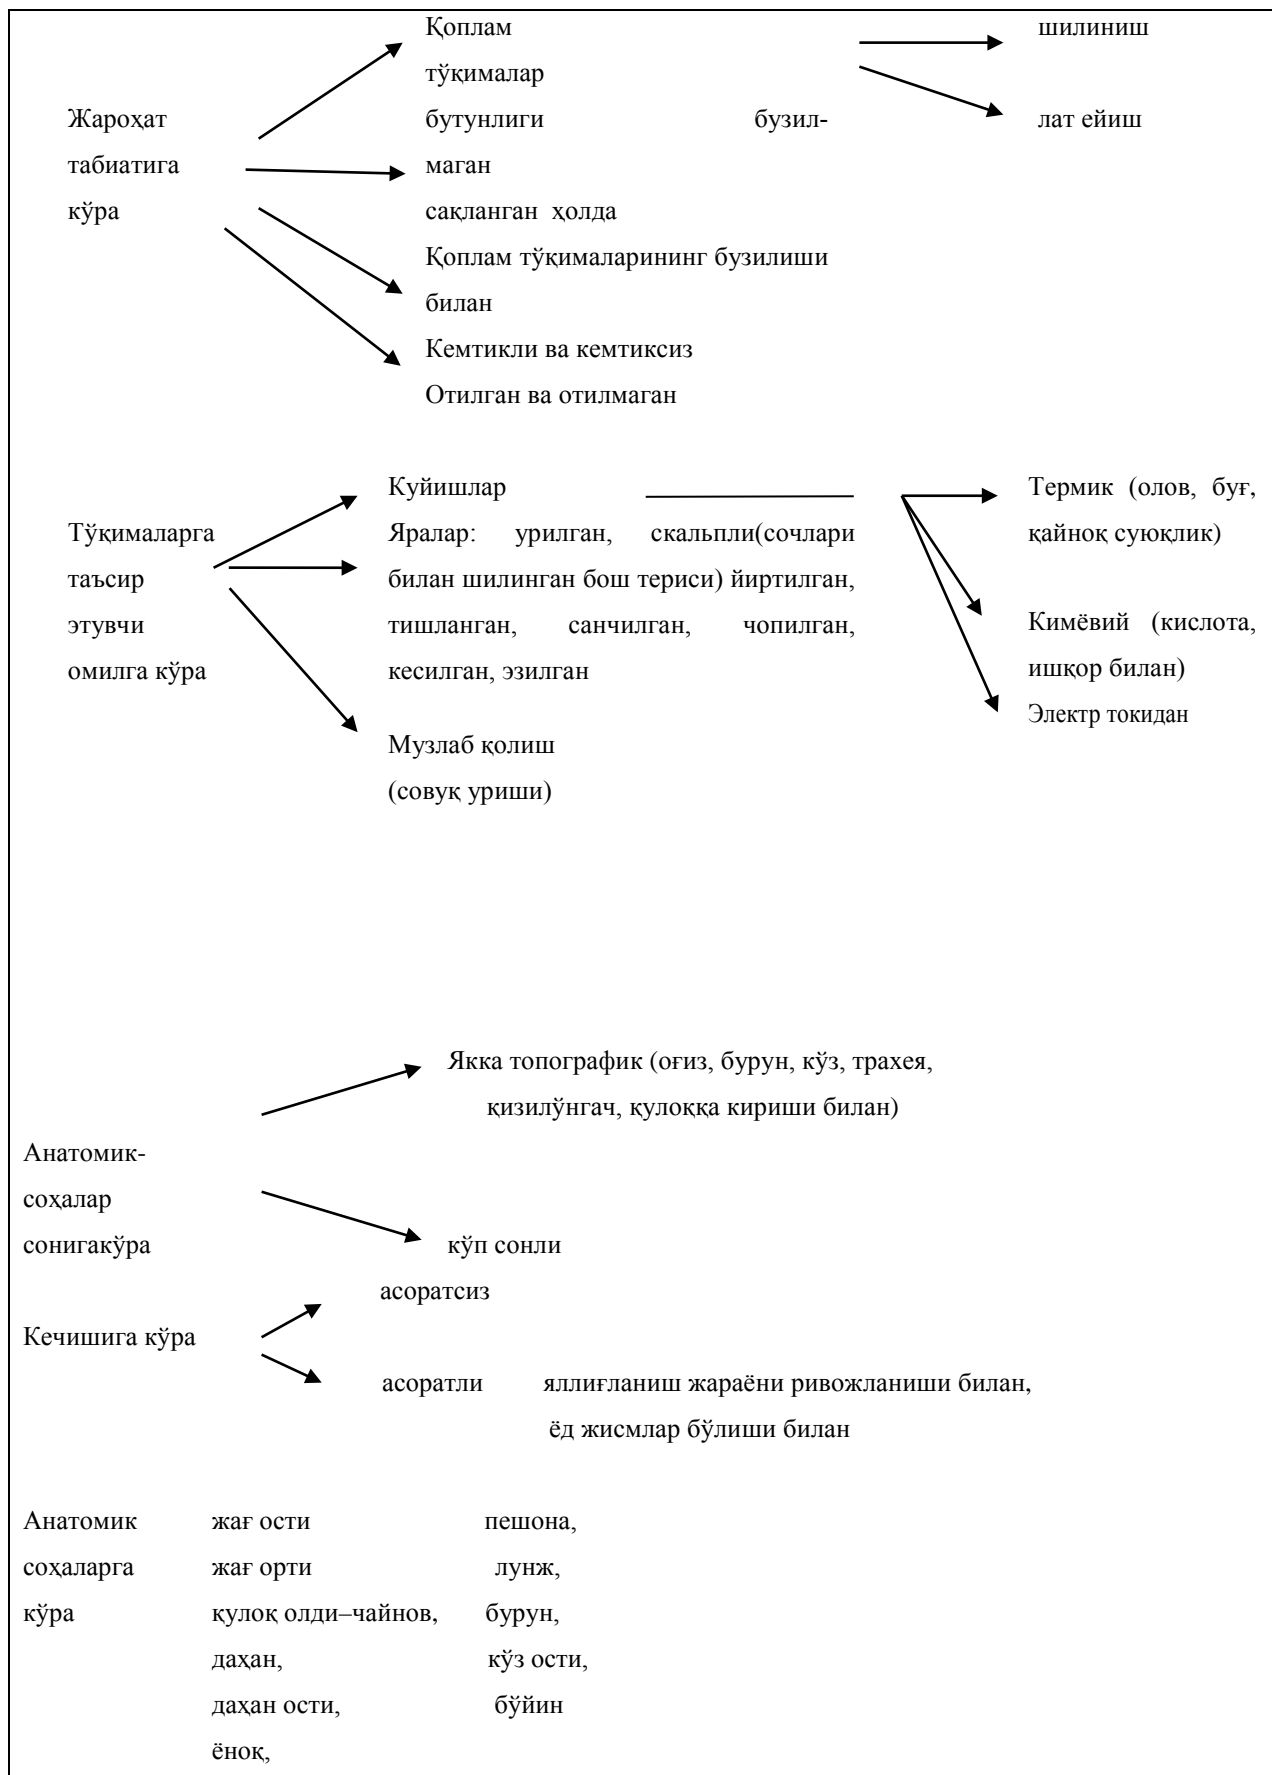 Қоплам шилиниш
тўқималар
Жароҳат бутунлиги бузил- лат ейиш
табиатига маган
кўра сақланган ҳолда
Қоплам тўқималарининг бузилиши
билан
Кемтикли ва кемтиксиз
Отилган ва отилмаган
Куйишлар Термик (олов, буғ,
Тўқималарга Яралар: урилган, скальпли(сочлари қайноқ суюқлик)
таъсир билан шилинган бош териси) йиртилган,
этувчи тишланган, санчилган, чопилган, Кимёвий (кислота,
омилга кўра кесилган, эзилган ишқор билан)
Электр токидан
Музлаб қолиш
(совуқ уриши)
Якка топографик (оғиз, бурун, кўз, трахея,
қизилўнгач, қулоққа кириши билан)
Анатомик-
соҳалар
сонигакўра кўп сонли
асоратсиз
Кечишига кўра
асоратли яллиғланиш жараёни ривожланиши билан,
ёд жисмлар бўлиши билан
Анатомик жағ ости пешона,
соҳаларга жағ орти лунж,
кўра қулоқ олди–чайнов, бурун,
даҳан, кўз ости,
даҳан ости, бўйин
ёноқ,